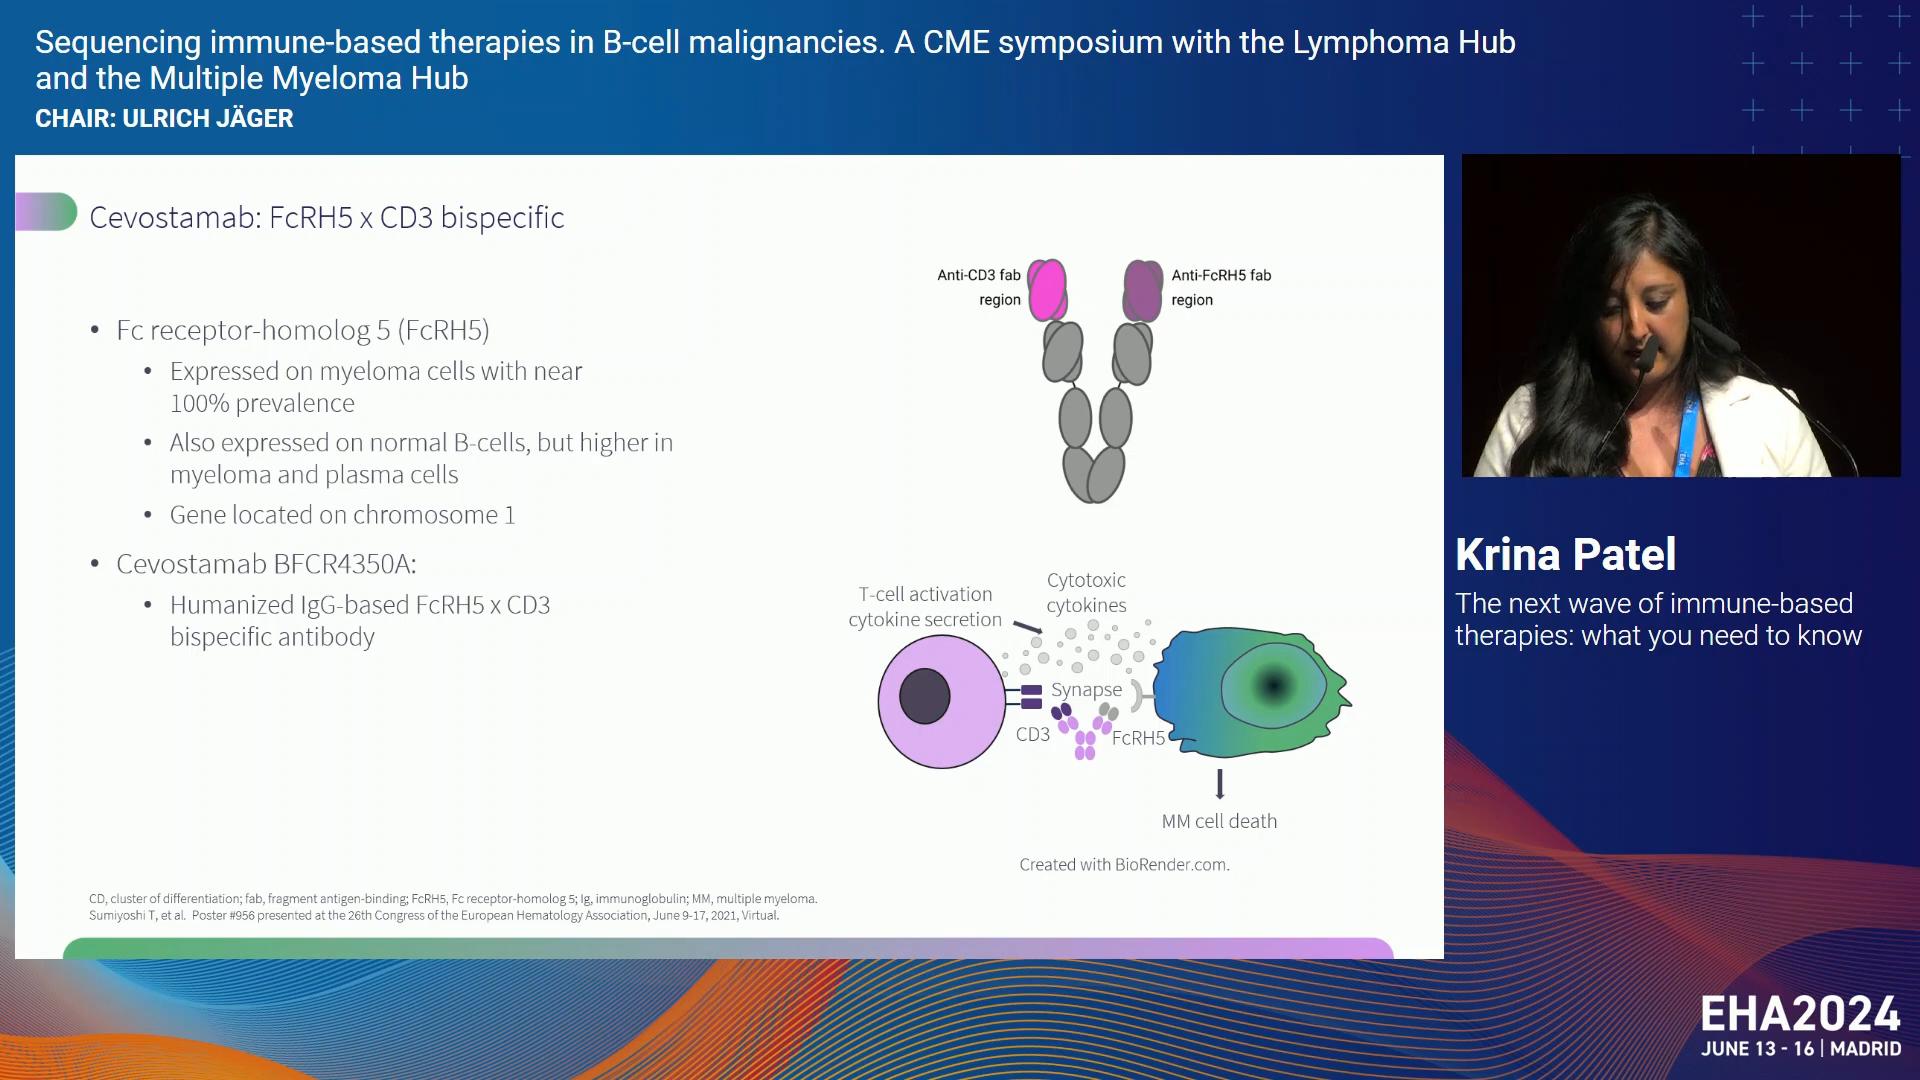 Sequencing immune-based therapies in B-cell malignancies. A CME symposium with the Lymphoma Hub
and the Multiple Myeloma Hub
CHAIR: ULRICH JÄGER
Cevostamab: FcRH5 x CD3 bispecific
• Fc receptor-homolog 5 (FcRH5)
• Expressed on myeloma cells with near
100% prevalence
• Also expressed on normal B-cells, but higher in
myeloma and plasma cells
• Gene located on chromosome 1
• Cevostamab BFCR4350A:
• Humanized IgG-based FcRH5 x CD3
bispecific antibody
Anti-CD3 fab
region
Anti-FcRH5 fab
region
T-cell activation
cytokine secretion
Cytotoxic
cytokines
Synapse
CD3
FcRH5
MM cell death
Created with BioRender.com.
CD, cluster of differentiation; fab, fragment antigen-binding; FcRH5, Fc receptor-homolog 5; Ig, immunoglobulin; MM, multiple myeloma.
Sumiyoshi T, et al. Poster #956 presented at the 26th Congress of the European Hematology Association, June 9-17, 2021, Virtual.
Krina Patel
The next wave of immune-based
therapies: what you need to know
EHA2024
JUNE 13 - 16 | MADRID